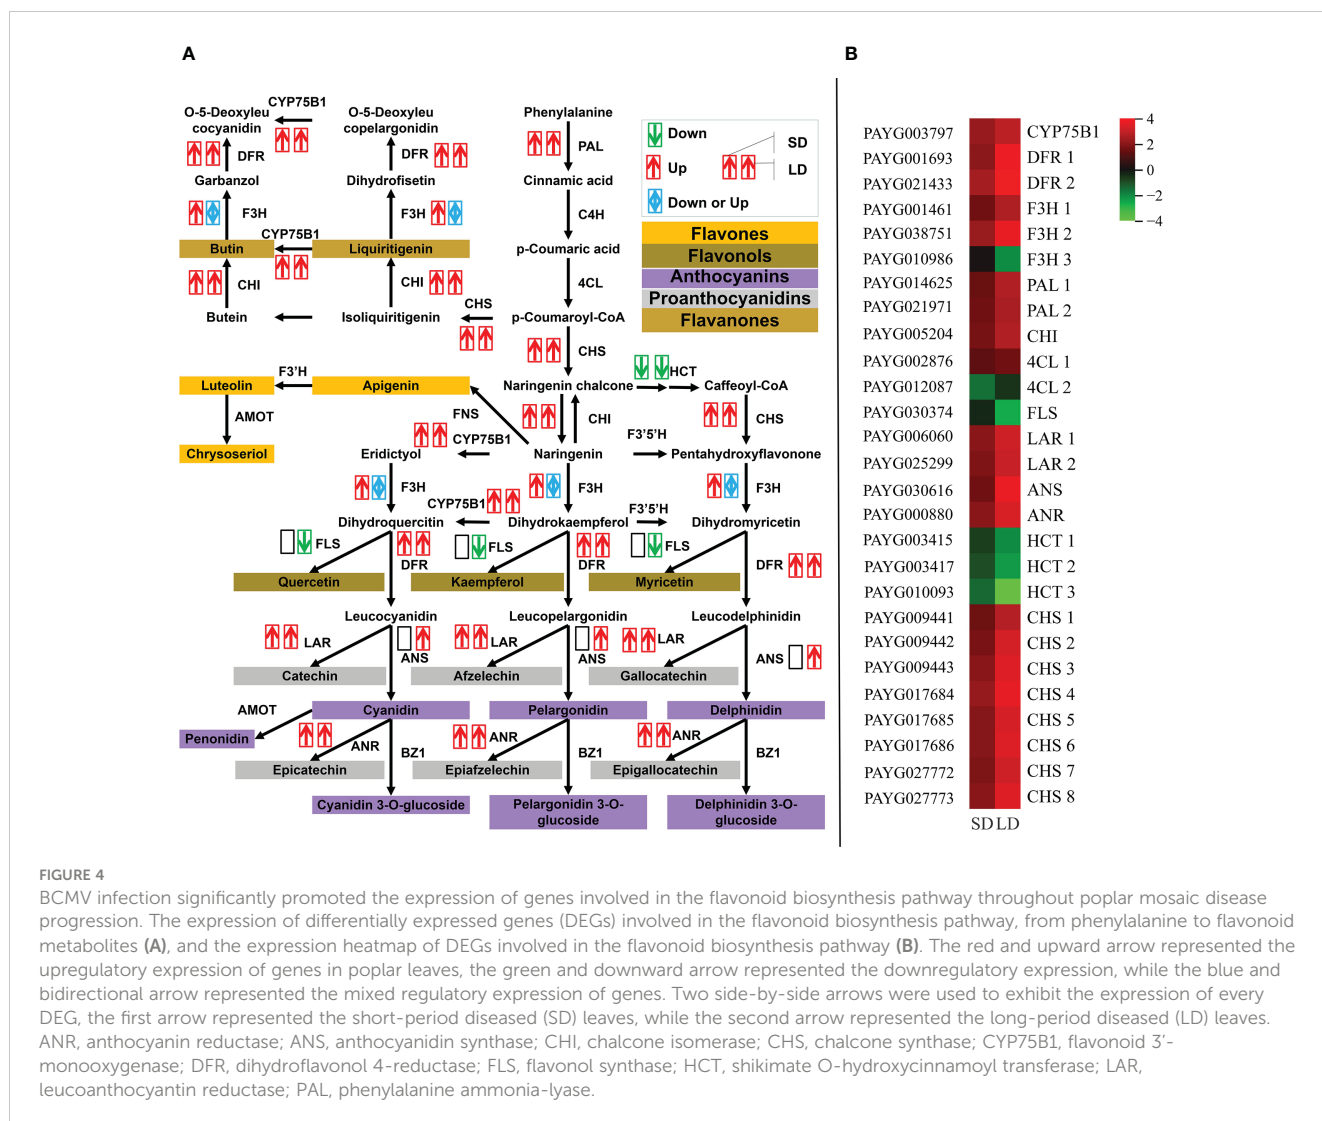 A
B
CYP75B1
O-5-Deoxyleu
cocyanidin
O-5-Deoxyleu
copelargonidin
Phenylalanine
DFR
DFR
PAL
Garbanzol
Dihydrofisetin
Cinnamic acid
F3H
F3H
C4H
CYP75B1
Butin
Liquiritigenin
p-Coumaric acid
CHI
CHI
4CL
CHS
Butein
Isoliquiritigenin
p-Coumaroyl-CoA
CHS
Down
Up
SD
LD
Down or Up
Flavones
Flavonols
Anthocyanins
Proanthocyanidins
Flavanones
F3'H
HCT
Luteolin
Apigenin
Naringenin chalcone
Caffeoyl-CoA
AMOT
FNS
CHI
CHS
CYP75B1
F3'5'H
Chrysoseriol
Eridictyol
Naringenin
Pentahydroxyflavonone
F3H
F3H
F3H
CYP75B1
F3'5'H
Dihydroquercitin
Dihydrokaempferol
Dihydromyricetin
FLS
FLS
FLS
DFR
DFR
DFR
Quercetin
Kaempferol
Myricetin
Leucocyanidin
Leucopelargonidin
Leucodelphinidin
LAR
LAR
LAR
ANS
ANS
ANS
Catechin
Afzelechin
Gallocatechin
AMOT
Cyanidin
Pelargonidin
Delphinidin
Penonidin
ANR
ANR
ANR
BZ1
BZ1
BZ1
Epicatechin
Epiafzelechin
Epigallocatechin
Cyanidin 3-O-glucoside
Pelargonidin 3-O-
glucoside
Delphinidin 3-O-
glucoside
PAYG003797 CYP75B1
PAYG001693 DFR 1
PAYG021433 DFR 2
PAYG001461 F3H 1
PAYG038751 F3H 2
PAYG010986 F3H 3
PAYG014625 PAL 1
PAYG021971 PAL 2
PAYG005204 CHI
PAYG002876 4CL 1
PAYG012087 4CL 2
PAYG030374 FLS
PAYG006060 LAR 1
PAYG025299 LAR 2
PAYG030616 ANS
PAYG000880 ANR
PAYG003415 HCT 1
PAYG003417 HCT 2
PAYG010093 HCT 3
PAYG009441 CHS 1
PAYG009442 CHS 2
PAYG009443 CHS 3
PAYG017684 CHS 4
PAYG017685 CHS 5
PAYG017686 CHS 6
PAYG027772 CHS 7
PAYG027773 CHS 8
SD LD
4
2
0
−2
−4
FIGURE 4
BCMV infection significantly promoted the expression of genes involved in the flavonoid biosynthesis pathway throughout poplar mosaic disease
progression. The expression of differentially expressed genes (DEGs) involved in the flavonoid biosynthesis pathway, from phenylalanine to flavonoid
metabolites (A), and the expression heatmap of DEGs involved in the flavonoid biosynthesis pathway (B). The red and upward arrow represented the
upregulatory expression of genes in poplar leaves, the green and downward arrow represented the downregulatory expression, while the blue and
bidirectional arrow represented the mixed regulatory expression of genes. Two side-by-side arrows were used to exhibit the expression of every
DEG, the first arrow represented the short-period diseased (SD) leaves, while the second arrow represented the long-period diseased (LD) leaves.
ANR, anthocyanin reductase; ANS, anthocyanidin synthase; CHI, chalcone isomerase; CHS, chalcone synthase; CYP75B1, flavonoid 3'-
monooxygenase; DFR, dihydroflavonol 4-reductase; FLS, flavonol synthase; HCT, shikimate O-hydroxycinnamoyl transferase; LAR,
leucoanthocyantin reductase; PAL, phenylalanine ammonia-lyase.